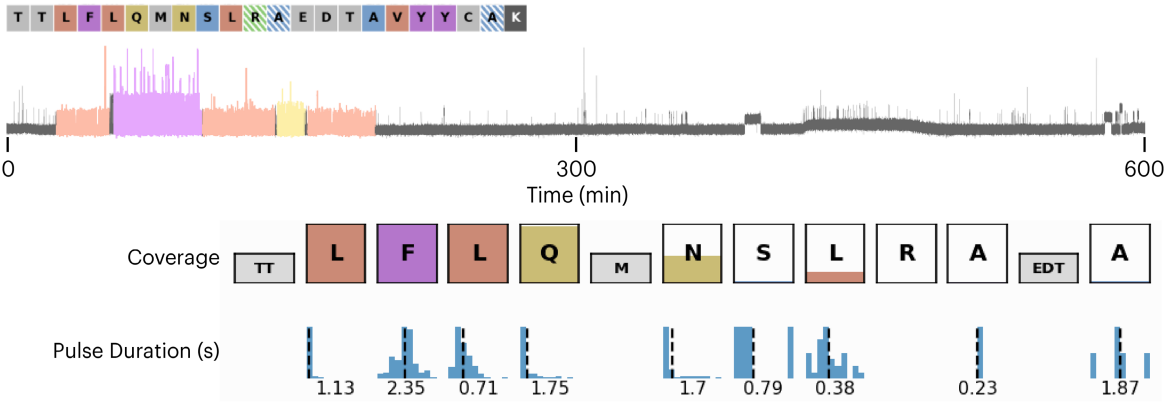 T T L F L Q M N S L R A E D T A V Y Y C A K
0 300 600
Time (min)
Coverage TT L F L Q M N S L R A EDT A
Pulse Duration (s) 1.13 2.35 0.71 1.75 1.7 0.79 0.38 0.23 1.87